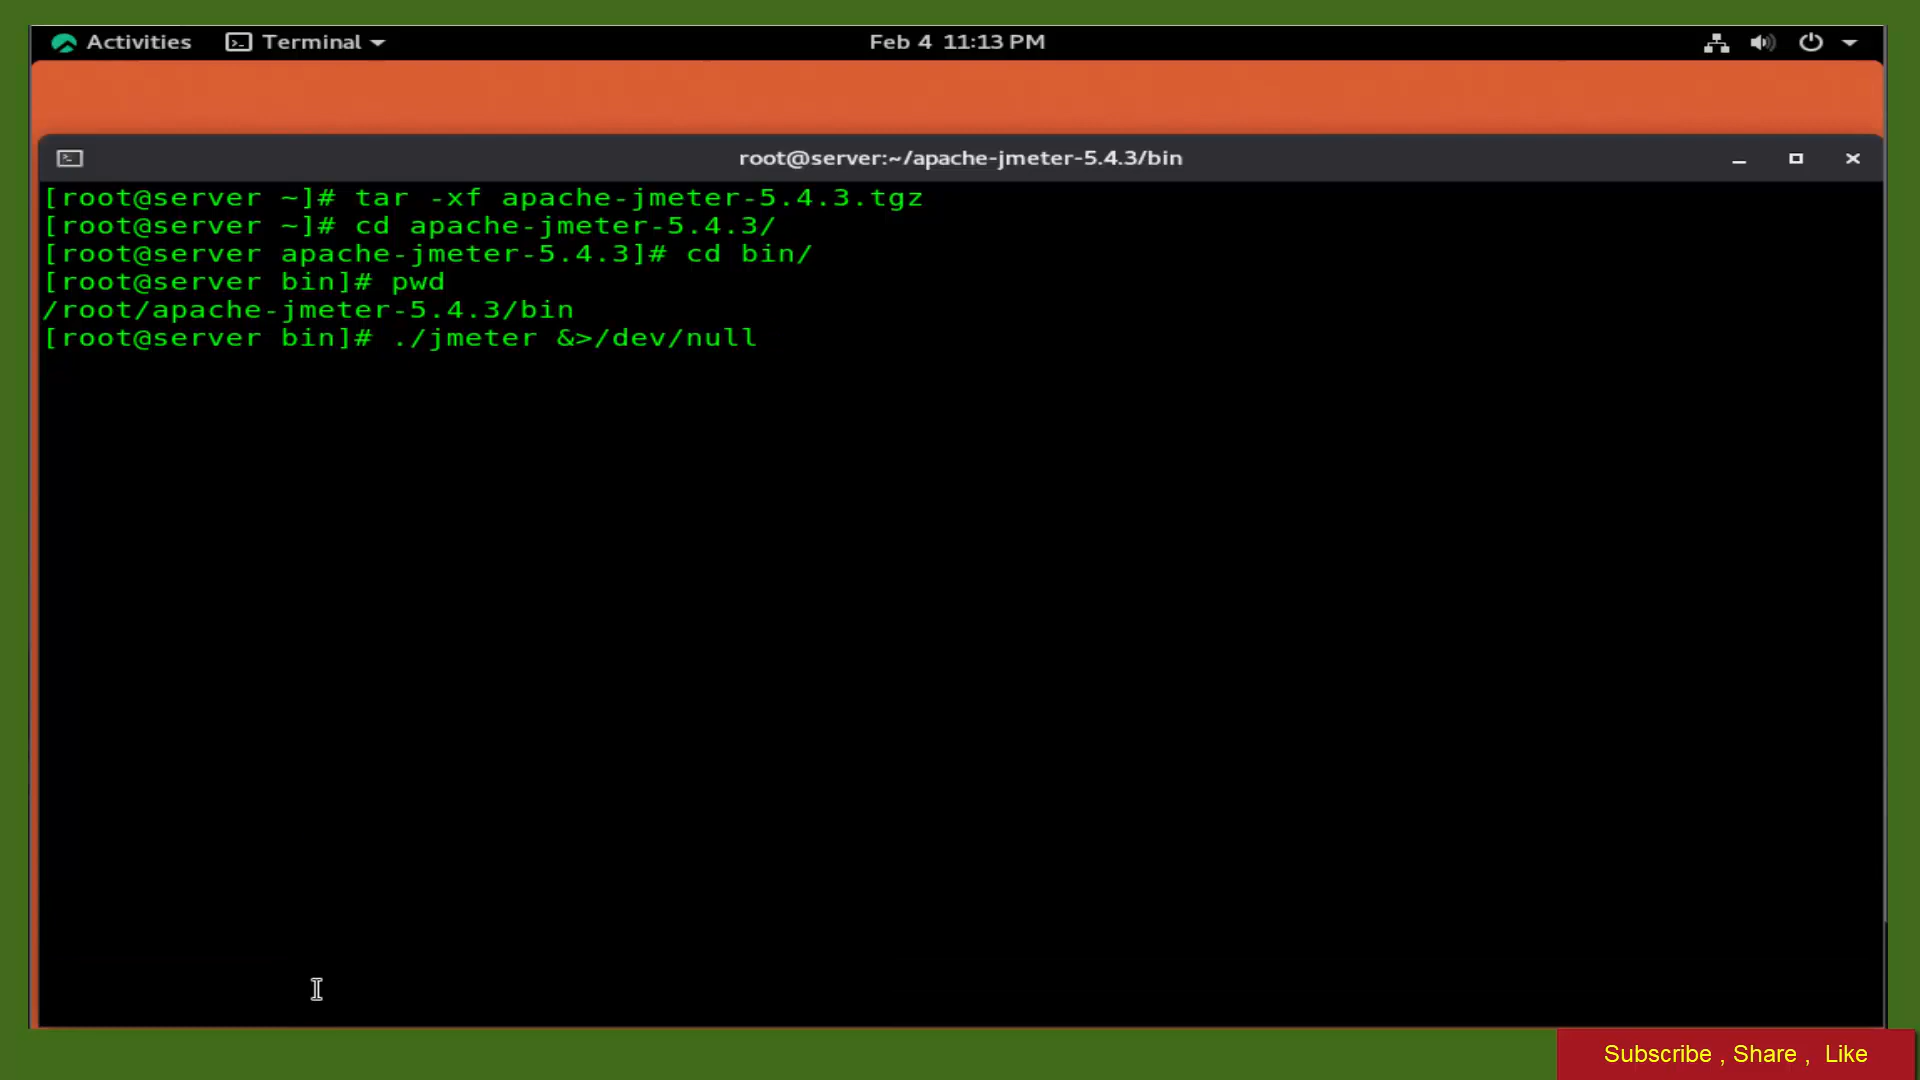 Activities Terminal Feb 4 11:13 PM
root@server:~/apache-jmeter-5.4.3/bin
[root@server ~]# tar -xf apache-jmeter-5.4.3.tgz
[root@server ~]# cd apache-jmeter-5.4.3/
[root@server apache-jmeter-5.4.3]# cd bin/
[root@server bin]# pwd
/root/apache-jmeter-5.4.3/bin
[root@server bin]# ./jmeter &>/dev/null
Subscribe , Share , Like